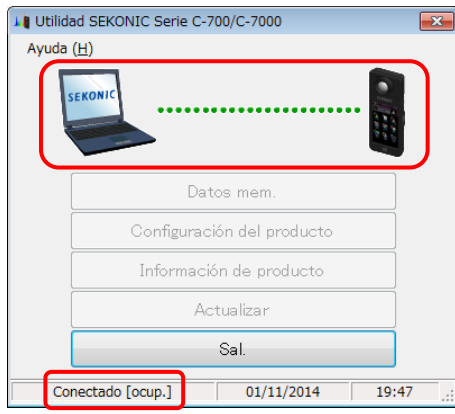 Utilidad SEKONIC Serie C-700/C-7000
Ayuda (H)
SEKONIC
Datos mem.
Configuración del producto
Información de producto
Actualizar
Sal.
Conectado [ocup.] 01/11/2014 19:47